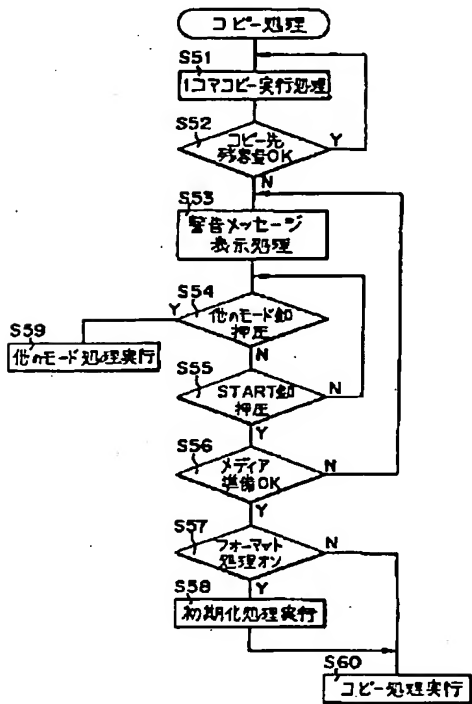 コピー処理
S51
1コマコピー実行処理
S52
コピー先
残容量OK
Y
N
S53
警告メッセージ
表示処理
S54
Y
他のモード釦
押圧
S59
他のモード処理実行
N
S55
START釦
押圧
N
Y
S56
メディア
準備OK
N
Y
S57
フォーマット
処理オン
N
Y
S58
初期化処理実行
S60
コピー処理実行